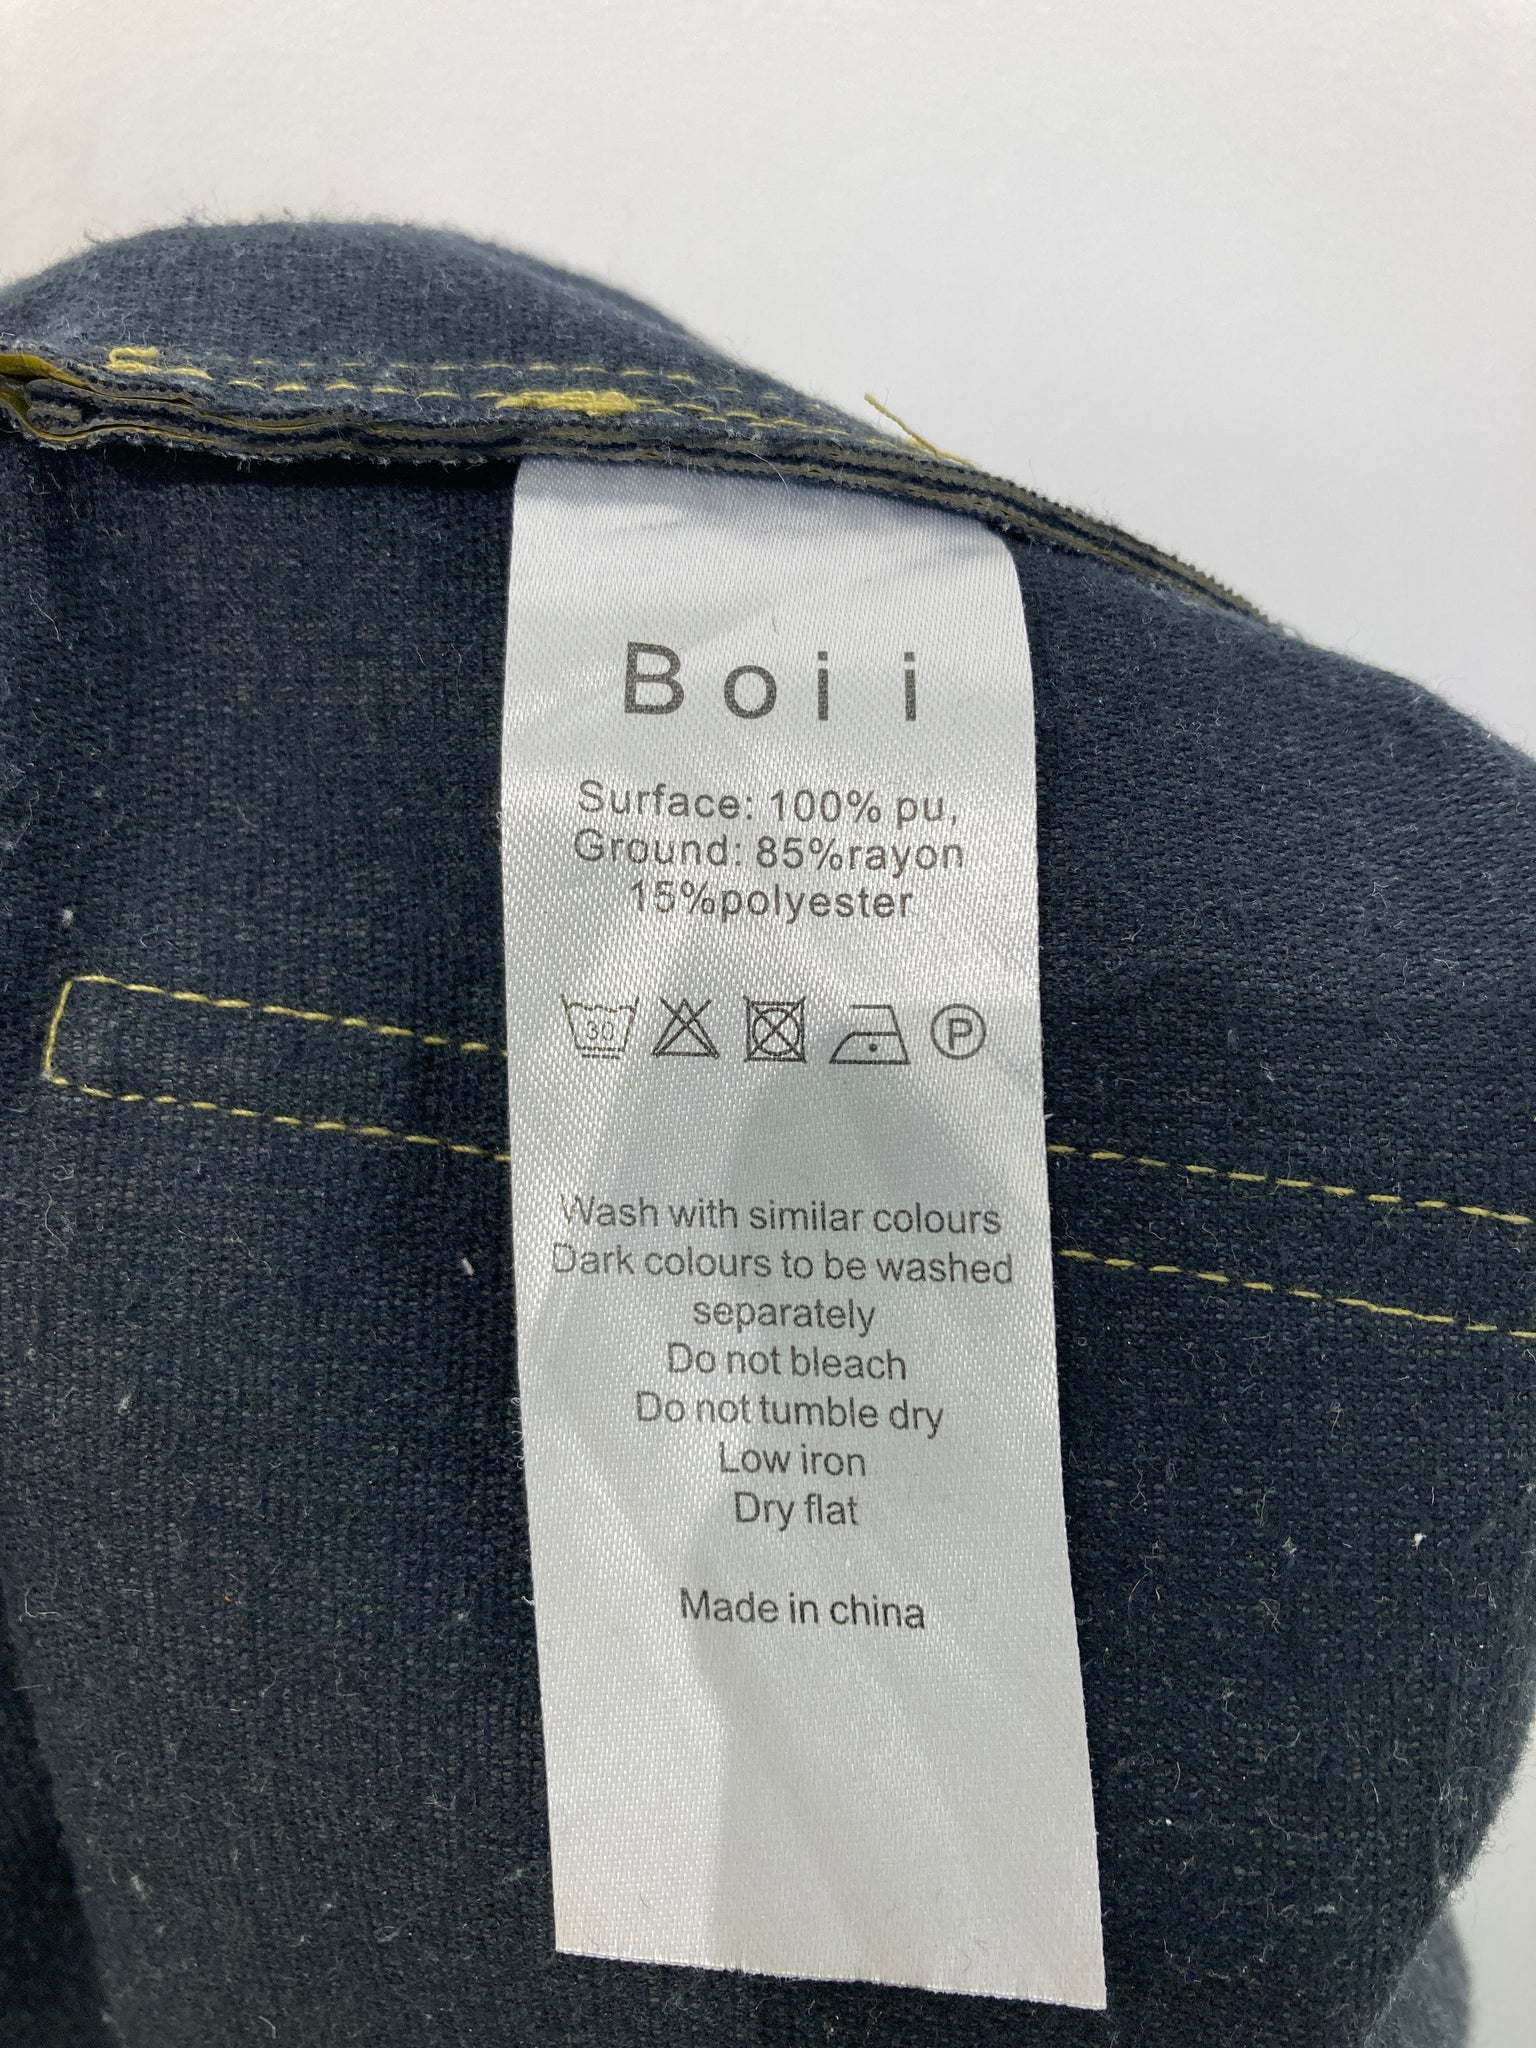 Boii
Surface: 100% pu,
Ground: 85%rayon
15%polyester
30 P
Wash with similar colours
Dark colours to be washed
separately
Do not bleach
Do not tumble dry
Low iron
Dry flat
Made in china